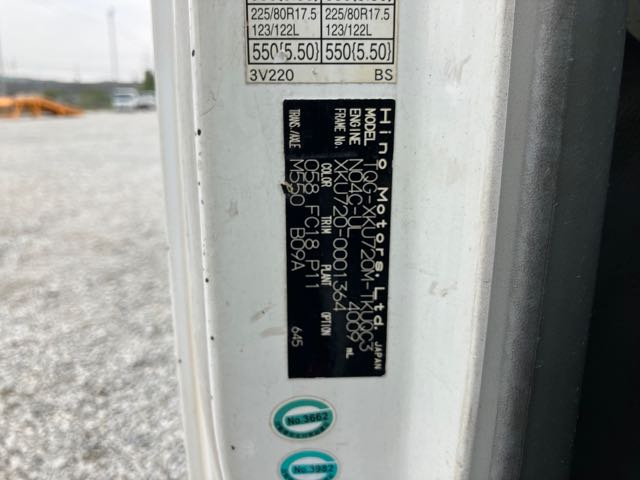 225/80R17.5 225/80R17.5
123/122L 123/122L
550{5.50} 550{5.50}
3V220 BS
Hino Motors, Ltd. JAPAN
MODEL TQG-XKU720M-TKUQC3
ENGINE N04C-UL 4009 mL
FRAME No. XKU720-0001364
COLOR TRIM PLANT OPTION
058 FC18 P11
TRANS./AXLE M550 B09A
645
No.3662
No.3982